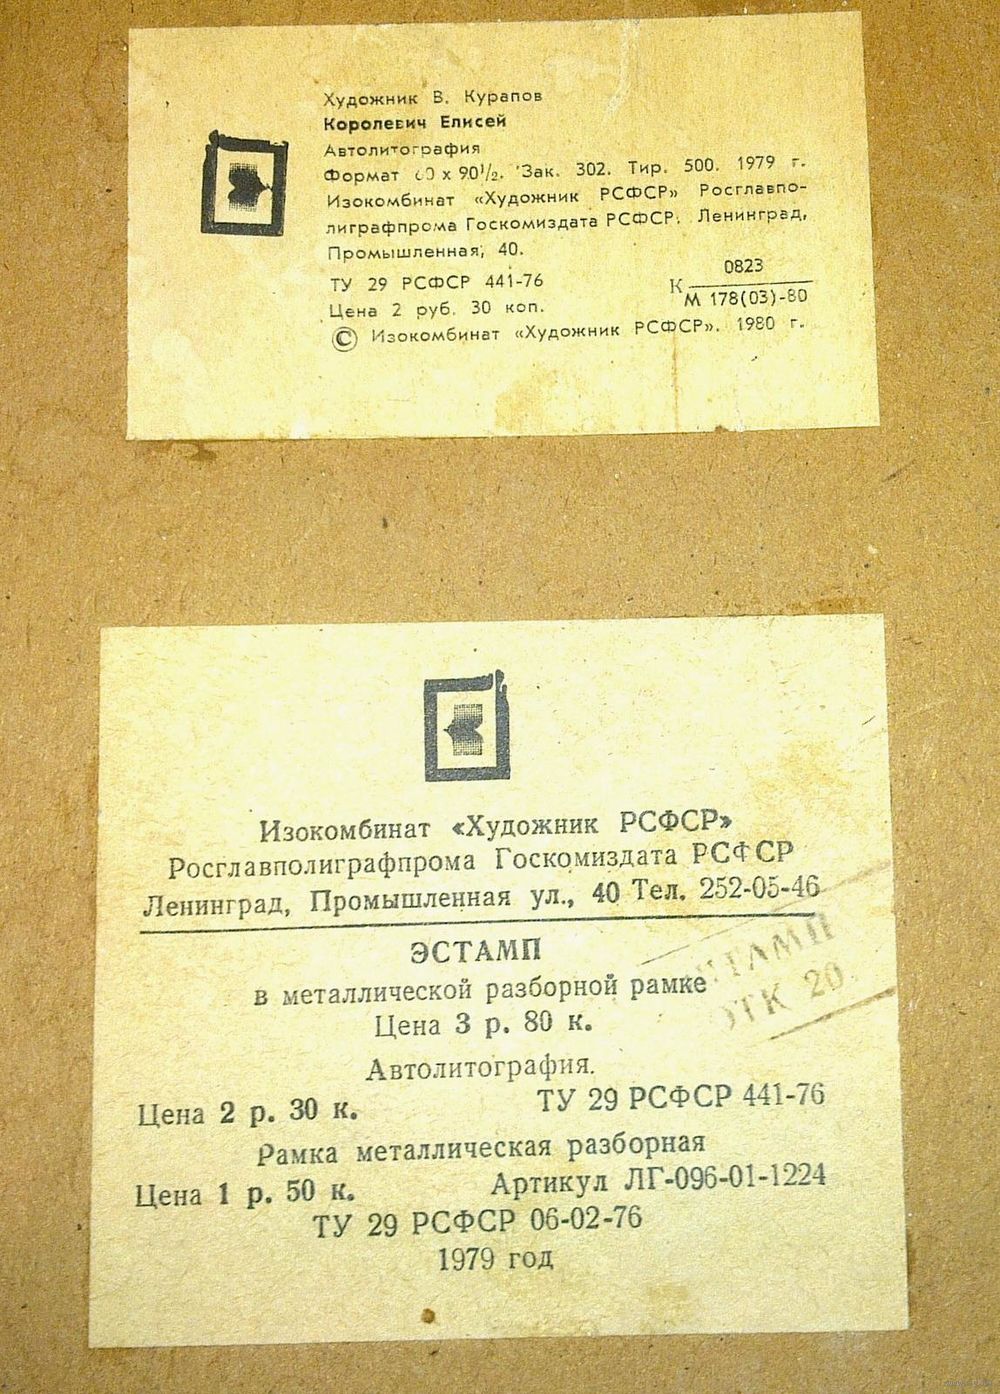 Художник В. Курапов
Королевич Елисей
Автолитография
Формат 60 x 90½. Зак. 302. Тир. 500. 1979 г.
Изокомбинат «Художник РСФСР» Росглавпо-
лиграфпрома Госкомиздата РСФСР. Ленинград,
Промышленная, 40.
ТУ 29 РСФСР 441-76
Цена 2 руб. 30 коп.
К 0823
М 178(03)-80
© Изокомбинат «Художник РСФСР». 1980 г.
Изокомбинат «Художник РСФСР»
Росглавполиграфпрома Госкомиздата РСФСР
Ленинград, Промышленная ул., 40 Тел. 252-05-46
ЭСТАМП
в металлической разборной рамке
Цена 3 р. 80 к.
ЭСТАМП
ОТК 20
Автолитография.
Цена 2 р. 30 к. ТУ 29 РСФСР 441-76
Рамка металлическая разборная
Цена 1 р. 50 к. Артикул ЛГ-096-01-1224
ТУ 29 РСФСР 06-02-76
1979 год